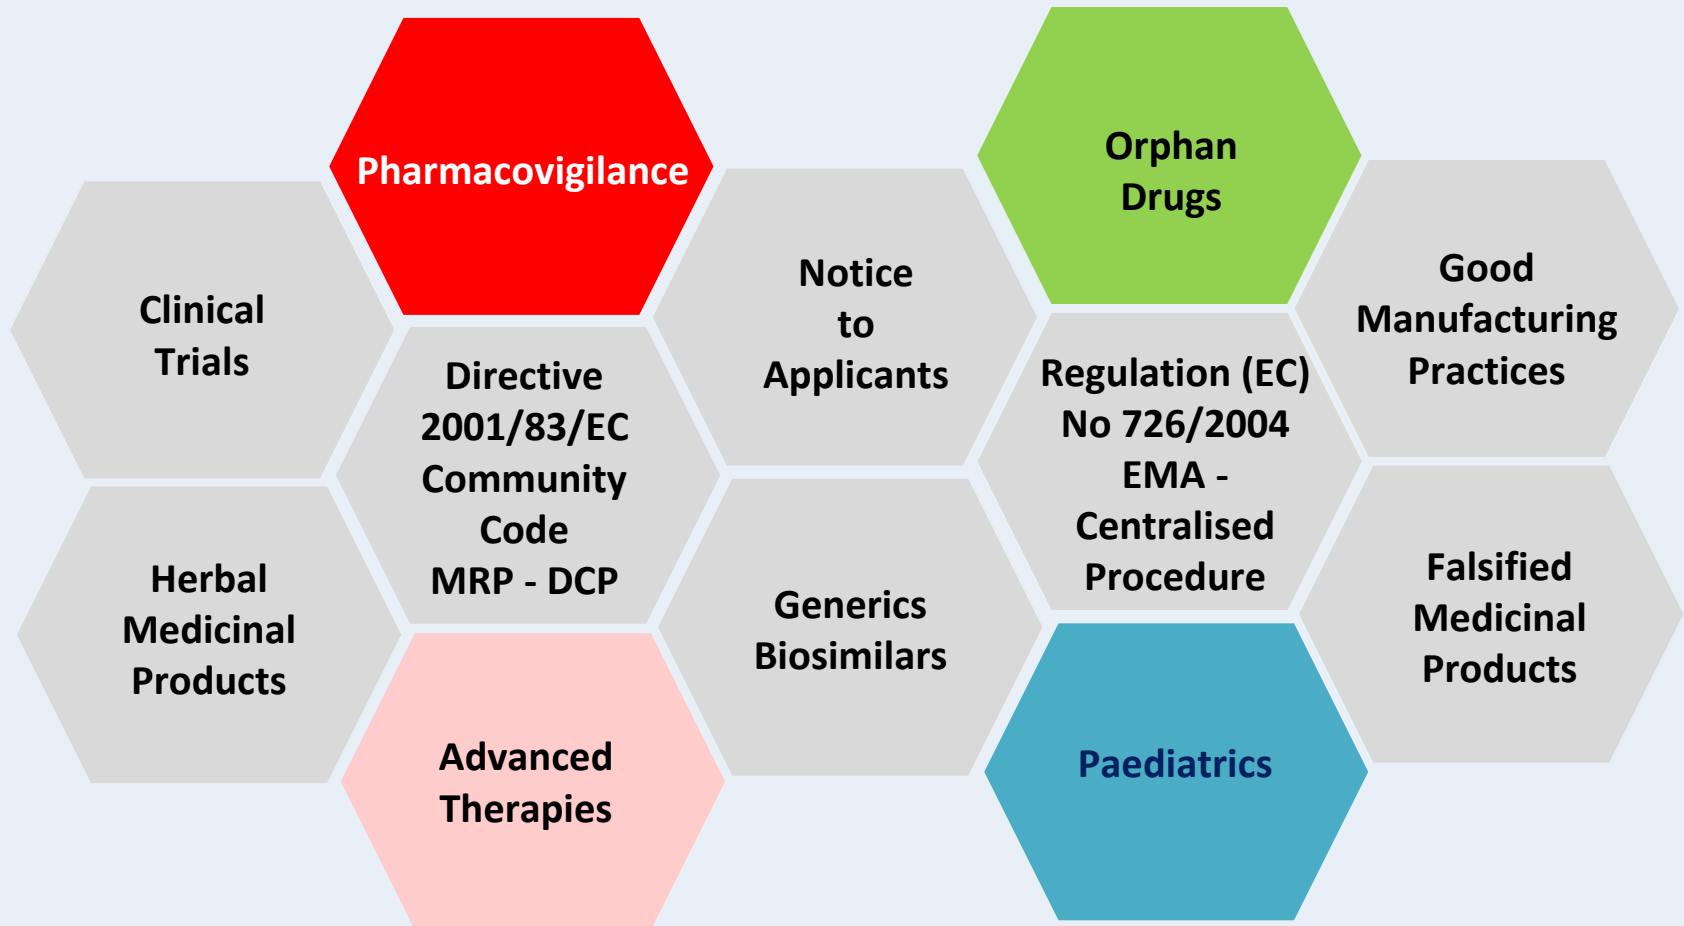 Pharmacovigilance
Orphan
Drugs
Clinical
Trials
Notice
to
Applicants
Good
Manufacturing
Practices
Directive
2001/83/EC
Community
Code
MRP - DCP
Regulation (EC)
No 726/2004
EMA -
Centralised
Procedure
Herbal
Medicinal
Products
Generics
Biosimilars
Falsified
Medicinal
Products
Advanced
Therapies
Paediatrics